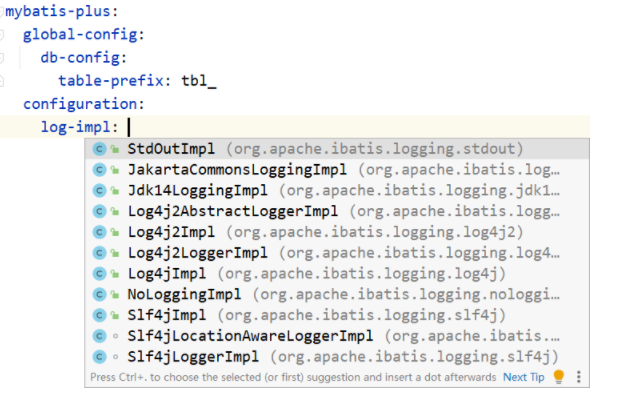 mybatis-plus:
global-config:
db-config:
table-prefix: tbl_
configuration:
log-impl:
StdOutImpl (org.apache.ibatis.logging.stdout)
JakartaCommonsLoggingImpl (org.apache.ibatis.log…
Jdk14LoggingImpl (org.apache.ibatis.logging.jdk1…
Log4j2AbstractLoggerImpl (org.apache.ibatis.logg…
Log4j2Impl (org.apache.ibatis.logging.log4j2)
Log4j2LoggerImpl (org.apache.ibatis.logging.log4…
Log4jImpl (org.apache.ibatis.logging.log4j)
NoLoggingImpl (org.apache.ibatis.logging.nologgi…
Slf4jImpl (org.apache.ibatis.logging.slf4j)
Slf4jLocationAwareLoggerImpl (org.apache.ibatis.…
Slf4jLoggerImpl (org.apache.ibatis.logging.slf4j)
Press Ctrl+. to choose the selected (or first) suggestion and insert a dot afterwards Next Tip